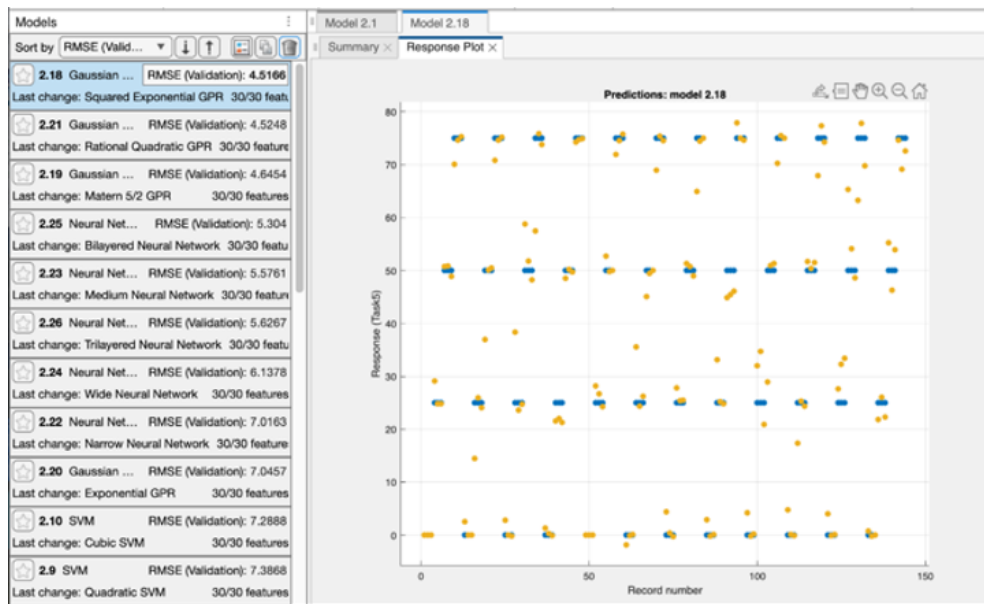 Models
Sort by RMSE (Valid...
2.18 Gaussian ... RMSE (Validation): 4.5166
Last change: Squared Exponential GPR 30/30 featu
2.21 Gaussian ... RMSE (Validation): 4.5248
Last change: Rational Quadratic GPR 30/30 feature
2.19 Gaussian ... RMSE (Validation): 4.6454
Last change: Matern 5/2 GPR 30/30 features
2.25 Neural Net... RMSE (Validation): 5.304
Last change: Bilayered Neural Network 30/30 featu
2.23 Neural Net... RMSE (Validation): 5.5761
Last change: Medium Neural Network 30/30 feature
2.26 Neural Net... RMSE (Validation): 5.6267
Last change: Trilayered Neural Network 30/30 featu
2.24 Neural Net... RMSE (Validation): 6.1378
Last change: Wide Neural Network 30/30 features
2.22 Neural Net... RMSE (Validation): 7.0163
Last change: Narrow Neural Network 30/30 feature
2.20 Gaussian ... RMSE (Validation): 7.0457
Last change: Exponential GPR 30/30 features
2.10 SVM RMSE (Validation): 7.2888
Last change: Cubic SVM 30/30 features
2.9 SVM RMSE (Validation): 7.3868
Last change: Quadratic SVM 30/30 features
Model 2.1 Model 2.18
Summary Response Plot
Predictions: model 2.18
Response (Task5)
80
70
60
50
40
30
20
10
0
0 50 100 150
Record number